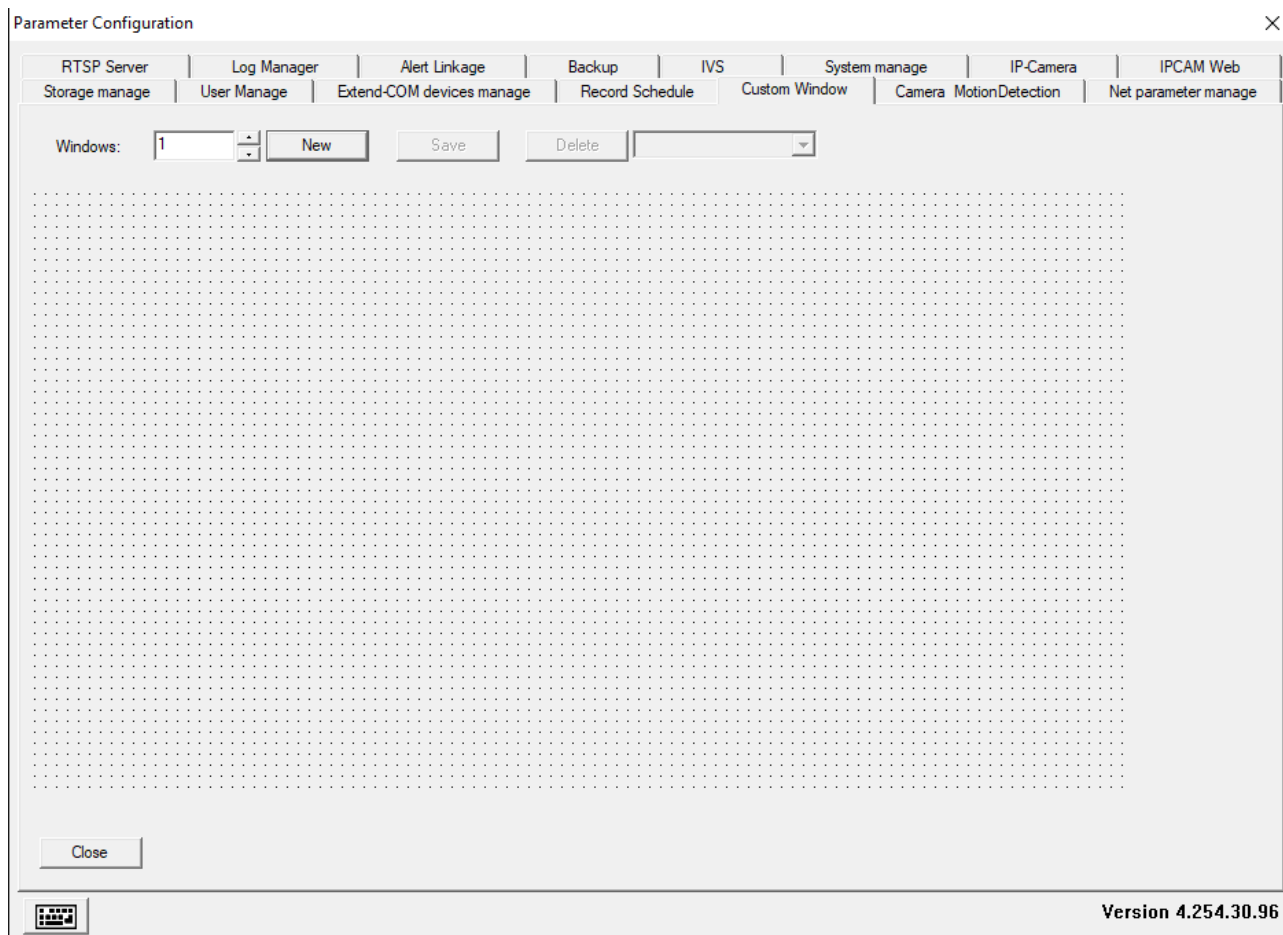 Parameter Configuration
RTSP Server Log Manager Alert Linkage Backup IVS System manage IP-Camera IPCAM Web
Storage manage User Manage Extend-COM devices manage Record Schedule Custom Window Camera MotionDetection Net parameter manage
Windows: 1 New Save Delete
Close
Version 4.254.30.96